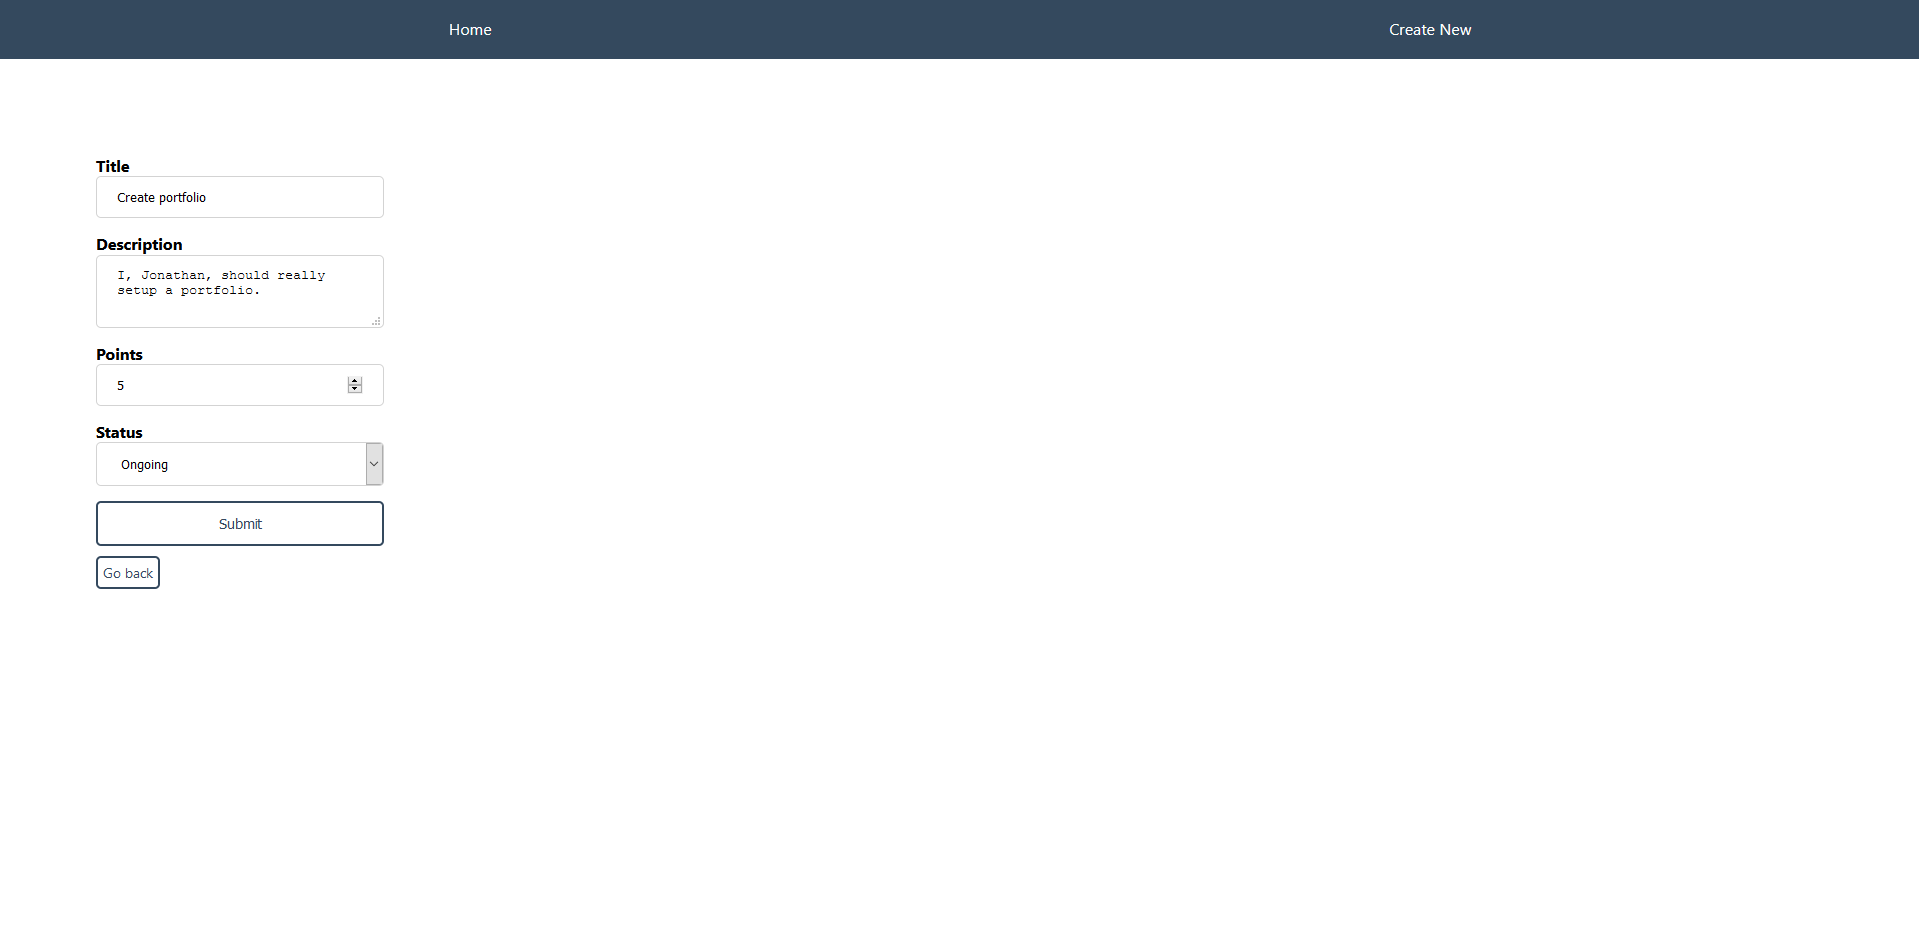 Home
Create New
Title
Create portfolio
Description
I, Jonathan, should really
setup a portfolio.
Points
5
Status
Ongoing
Submit
Go back